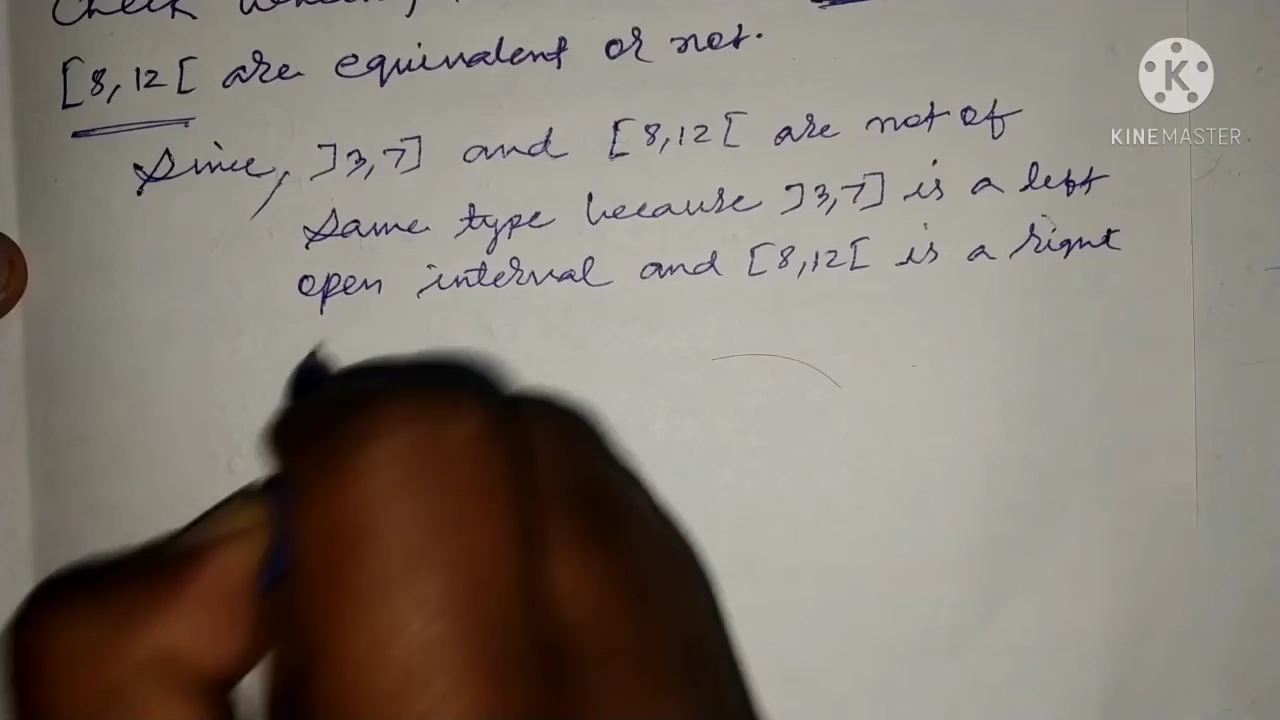 Check
[8,12[ are equivalent or not.
Since, ]3,7] and [8,12[ are not of
same type because ]3,7] is a left
open interval and [8,12[ is a right
KINEMASTER